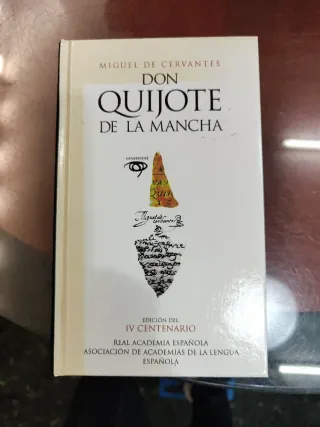 MIGUEL DE CERVANTES
DON
QUIJOTE
DE LA MANCHA
EDICIÓN DEL
IV CENTENARIO
REAL ACADEMIA ESPAÑOLA
ASOCIACIÓN DE ACADEMIAS DE LA LENGUA
ESPAÑOLA